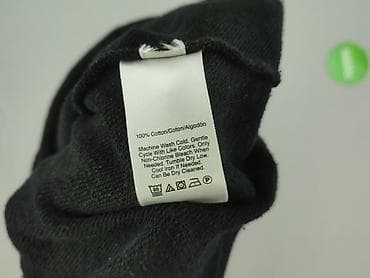 100% Cotton/Coton/Algodón
Machine Wash Cold. Gentle
Cycle With Like Colors. Only
Non-Chlorine Bleach When
Needed. Tumble Dry Low.
Cool Iron If Needed.
Can Be Dry Cleaned.